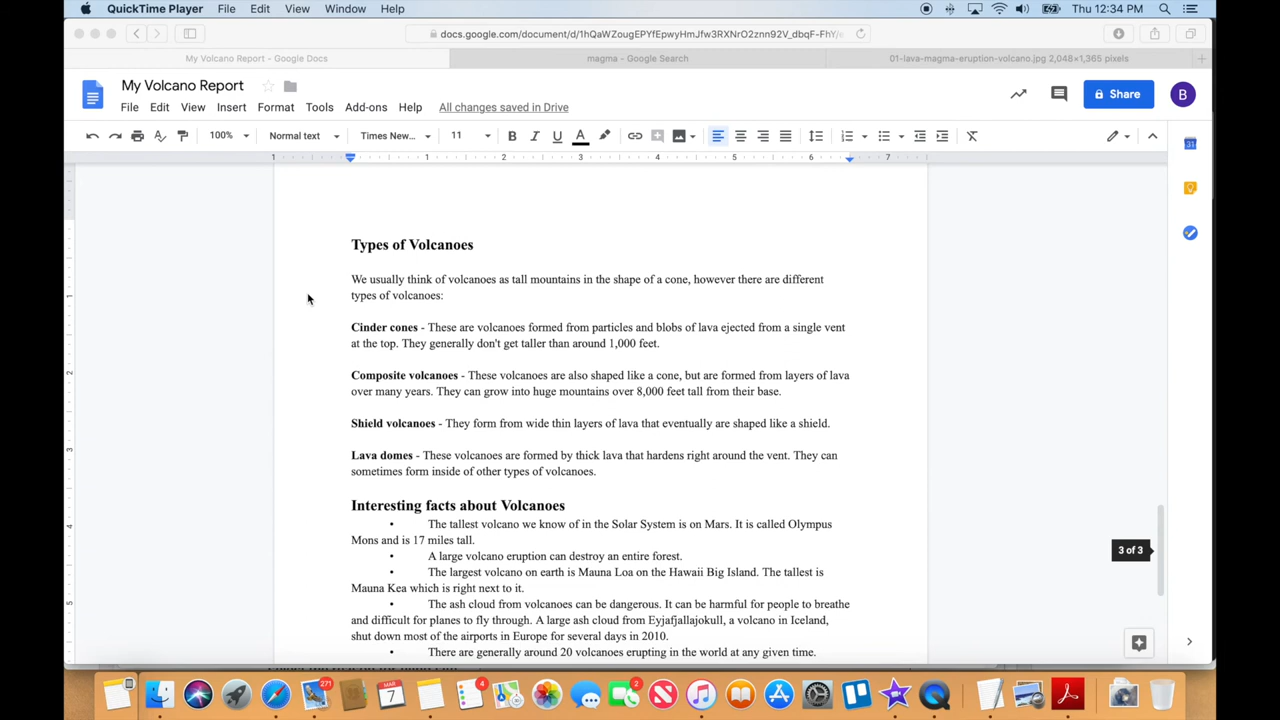 QuickTime Player File Edit View Window Help Thu 12:34 PM
My Volcano Report - Google Docs magma - Google Search 01-lava-magma-eruption-volcano.jpg 2,048×1,365 pixels
My Volcano Report
File Edit View Insert Format Tools Add-ons Help All changes saved in Drive
Share B
100% Normal text Times New... 11
1 1 2 3 4 5 6 7
Types of Volcanoes
We usually think of volcanoes as tall mountains in the shape of a cone, however there are different
types of volcanoes:
Cinder cones - These are volcanoes formed from particles and blobs of lava ejected from a single vent
at the top. They generally don't get taller than around 1,000 feet.
Composite volcanoes - These volcanoes are also shaped like a cone, but are formed from layers of lava
over many years. They can grow into huge mountains over 8,000 feet tall from their base.
Shield volcanoes - They form from wide thin layers of lava that eventually are shaped like a shield.
Lava domes - These volcanoes are formed by thick lava that hardens right around the vent. They can
sometimes form inside of other types of volcanoes.
Interesting facts about Volcanoes
• The tallest volcano we know of in the Solar System is on Mars. It is called Olympus
Mons and is 17 miles tall.
• A large volcano eruption can destroy an entire forest.
• The largest volcano on earth is Mauna Loa on the Hawaii Big Island. The tallest is
Mauna Kea which is right next to it.
• The ash cloud from volcanoes can be dangerous. It can be harmful for people to breathe
and difficult for planes to fly through. A large ash cloud from Eyjafjallajokull, a volcano in Iceland,
shut down most of the airports in Europe for several days in 2010.
• There are generally around 20 volcanoes erupting in the world at any given time.
3 of 3
271 7 4 2